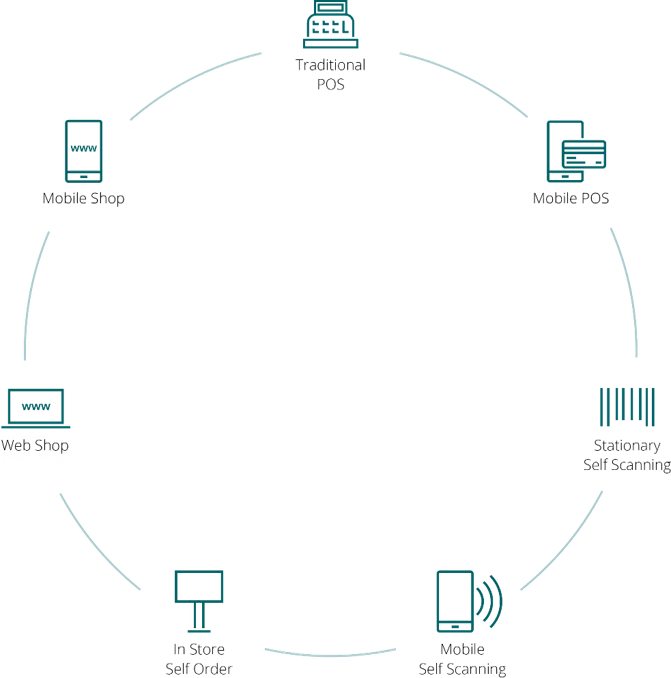 Traditional
POS
www
Mobile Shop
Mobile POS
www
Web Shop
Stationary
Self Scanning
In Store
Self Order
Mobile
Self Scanning